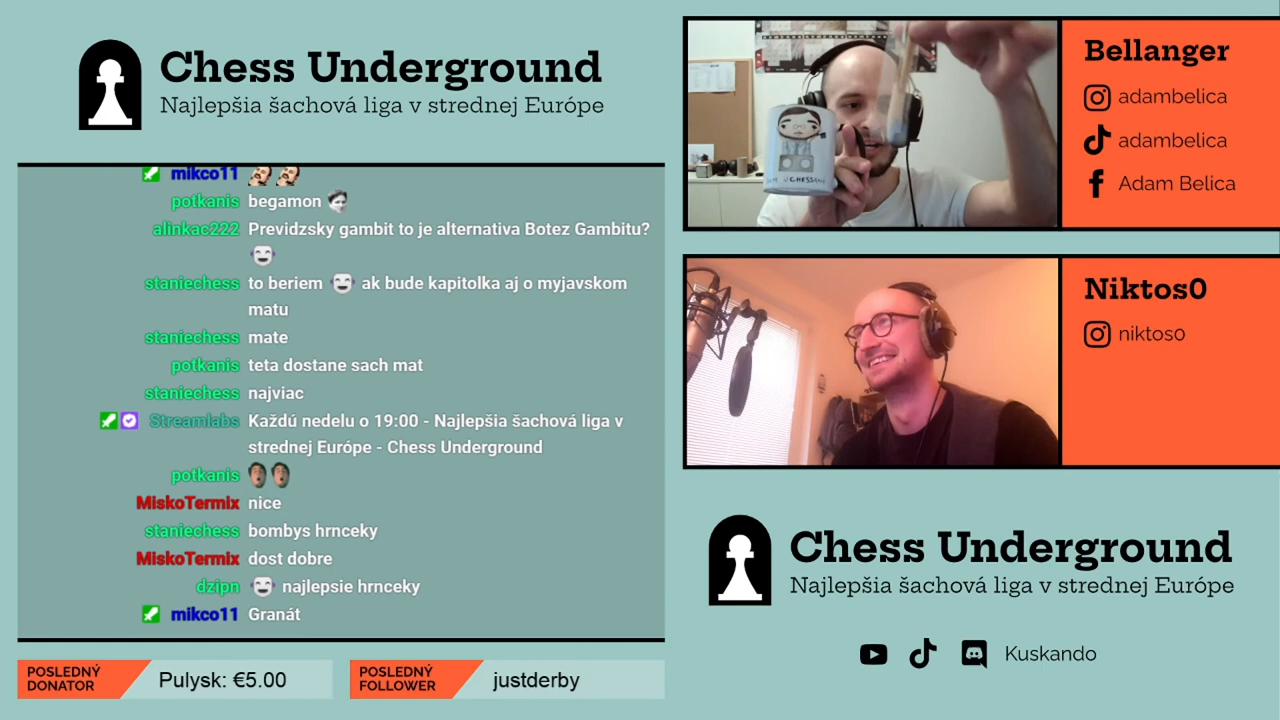 Chess Underground
Najlepšia šachová liga v strednej Európe
mikco11
potkanis begamon
alinkac222 Previdzsky gambit to je alternativa Botez Gambitu?
staniechess to beriem ak bude kapitolka aj o myjavskom
matu
staniechess mate
potkanis teta dostane sach mat
staniechess najviac
Streamlabs Každú nedelu o 19:00 - Najlepšia šachová liga v
strednej Európe - Chess Underground
potkanis
MiskoTermix nice
staniechess bombys hrnceky
MiskoTermix dost dobre
dzipn najlepsie hrnceky
mikco11 Granát
POSLEDNÝ
DONATOR
Pulysk: €5.00
POSLEDNÝ
FOLLOWER
justderby
Bellanger
adambelica
adambelica
Adam Belica
Niktos0
niktos0
Chess Underground
Najlepšia šachová liga v strednej Európe
Kuskando